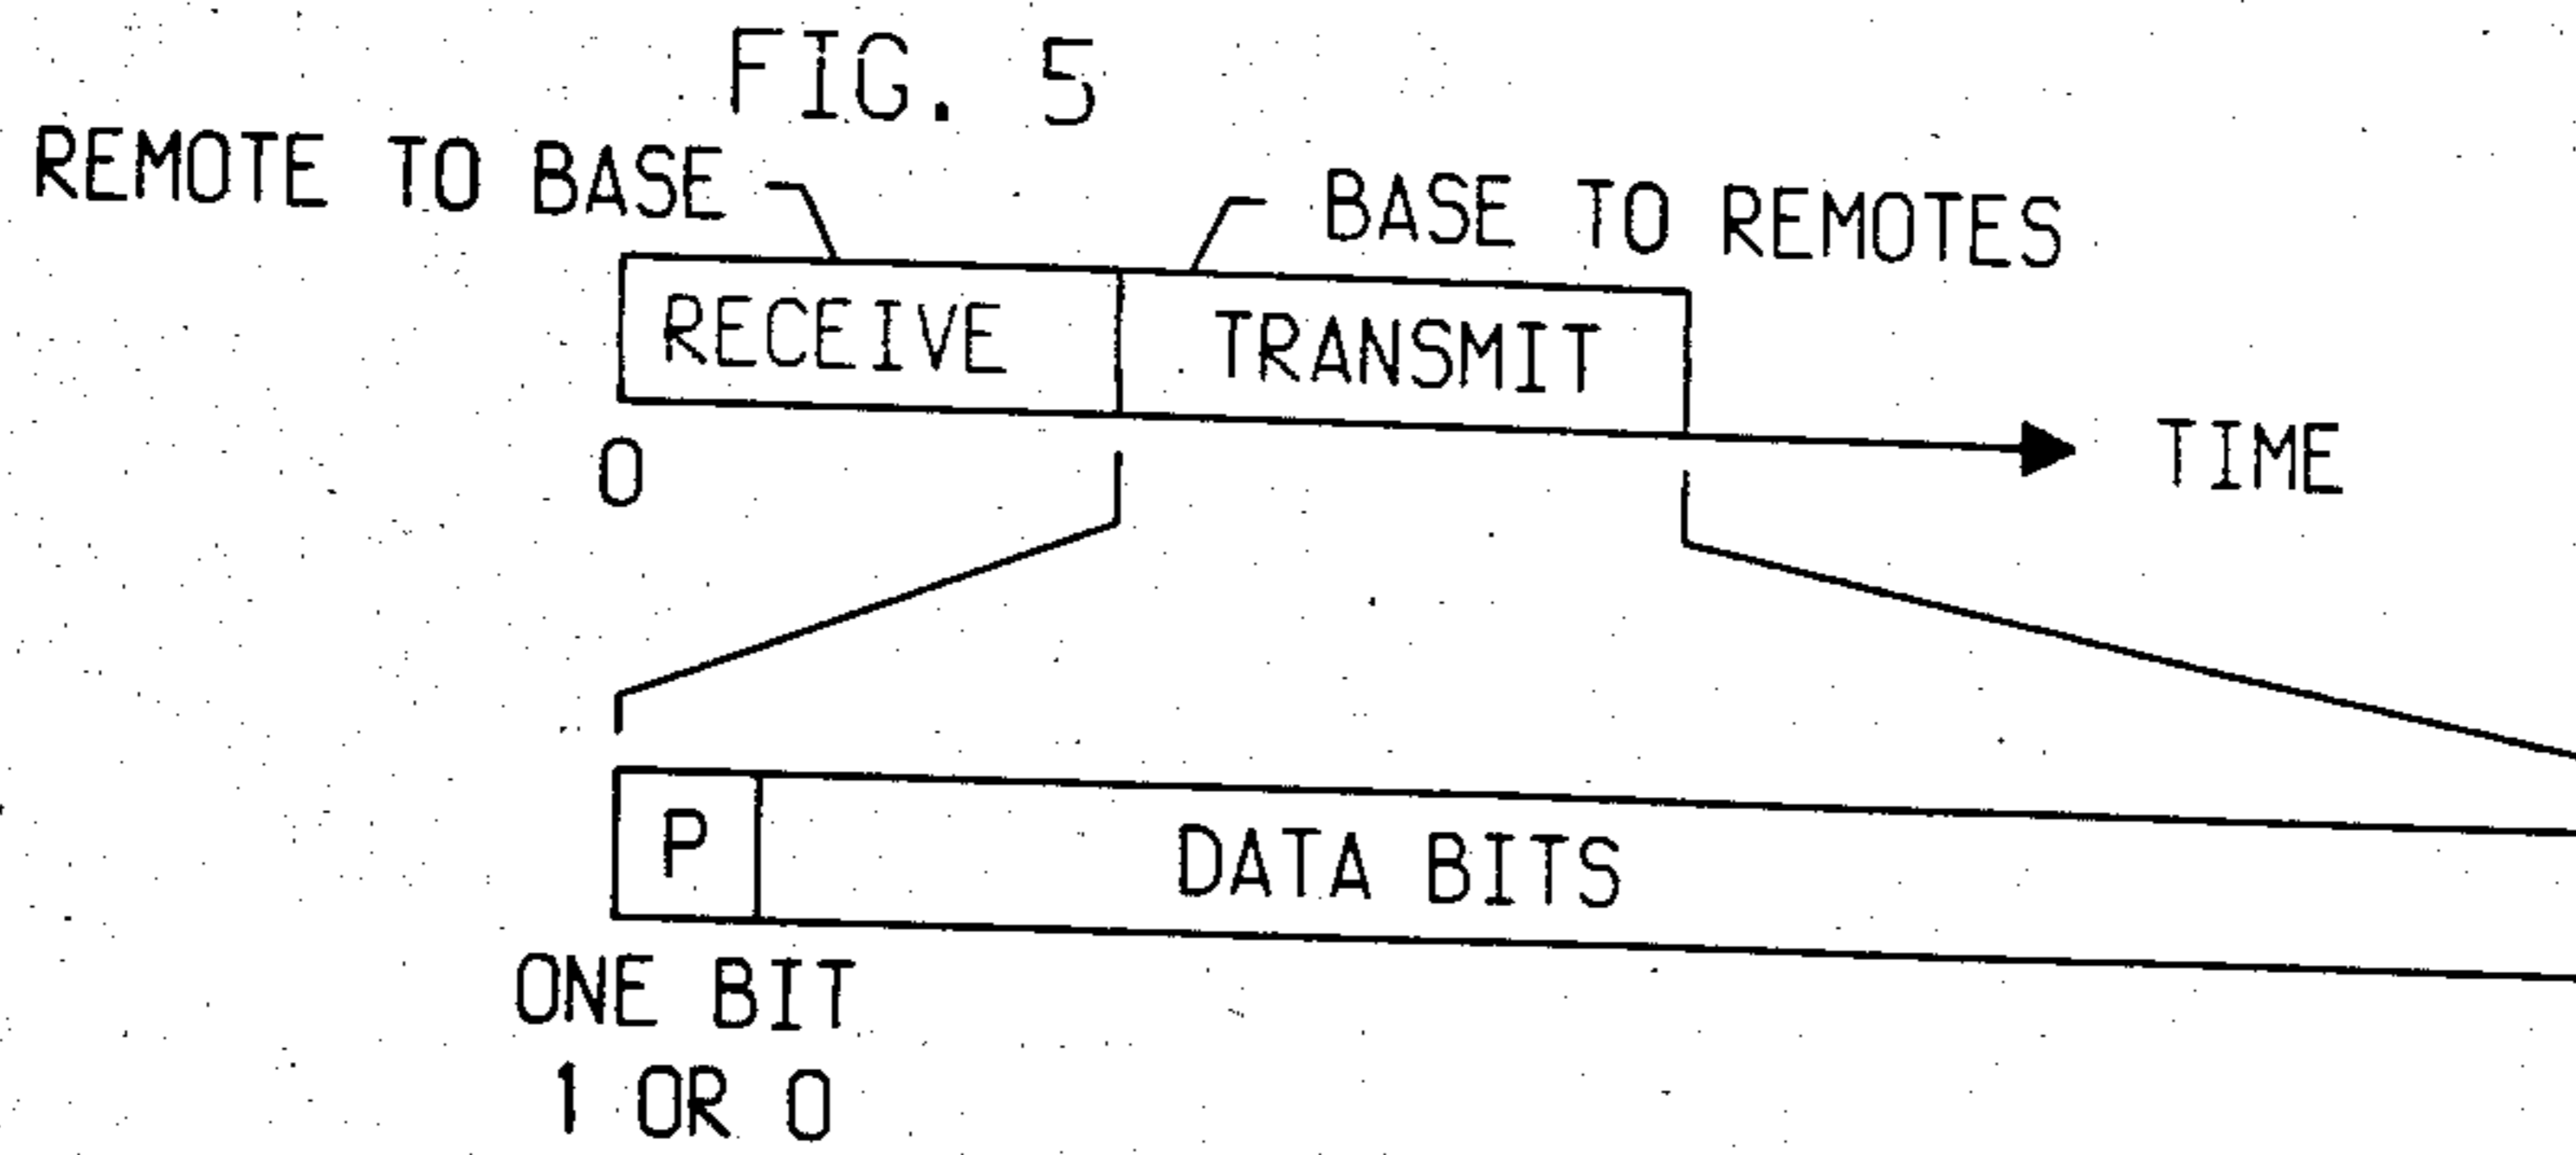 FIG. 5
REMOTE TO BASE
BASE TO REMOTES
RECEIVE
TRANSMIT
0
TIME
P
DATA BITS
ONE BIT
1 OR 0